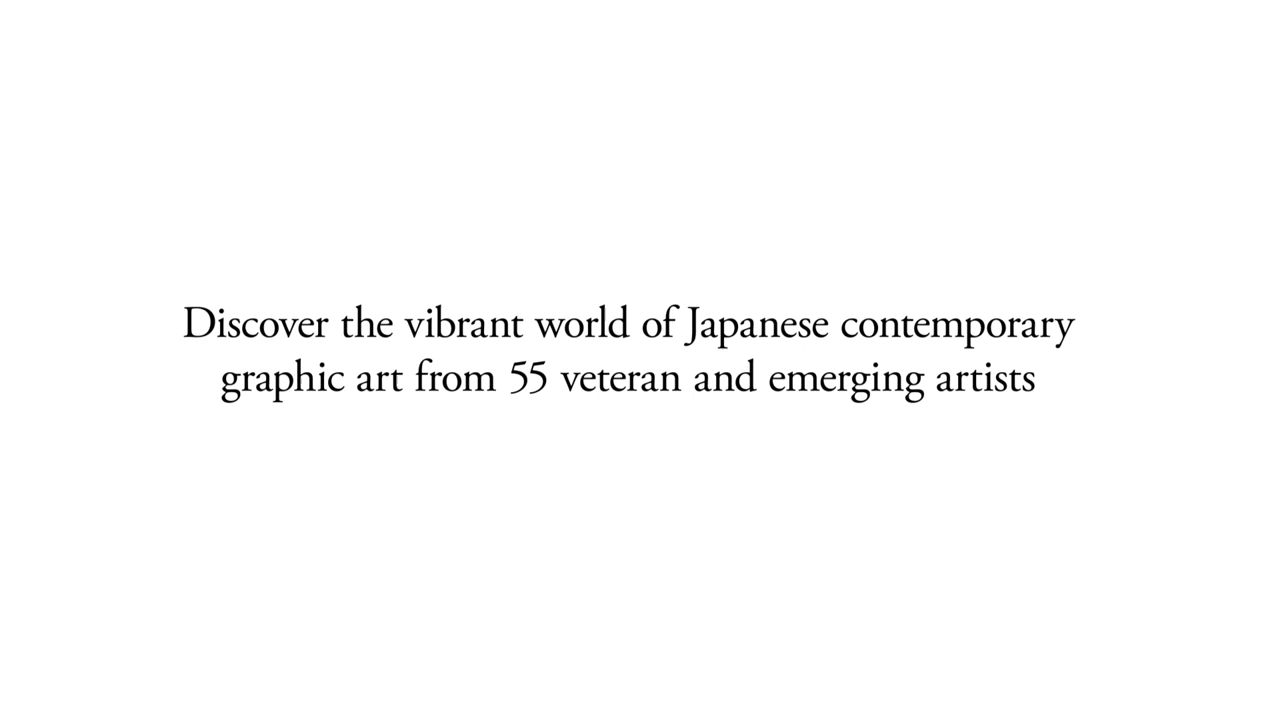 Discover the vibrant world of Japanese contemporary
graphic art from 55 veteran and emerging artists